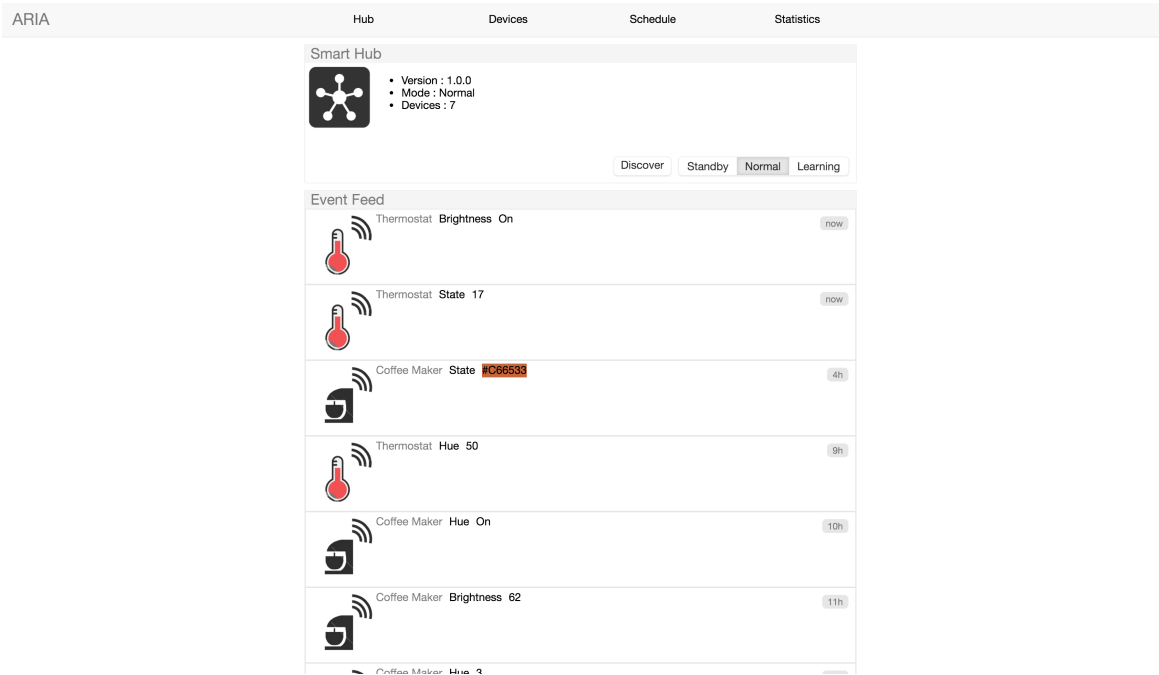 ARIA Hub Devices Schedule Statistics
Smart Hub
• Version : 1.0.0
• Mode : Normal
• Devices : 7
Discover Standby Normal Learning
Event Feed
Thermostat Brightness On now
Thermostat State 17 now
Coffee Maker State #C66533 4h
Thermostat Hue 50 9h
Coffee Maker Hue On 10h
Coffee Maker Brightness 62 11h
Coffee Maker Hue 3